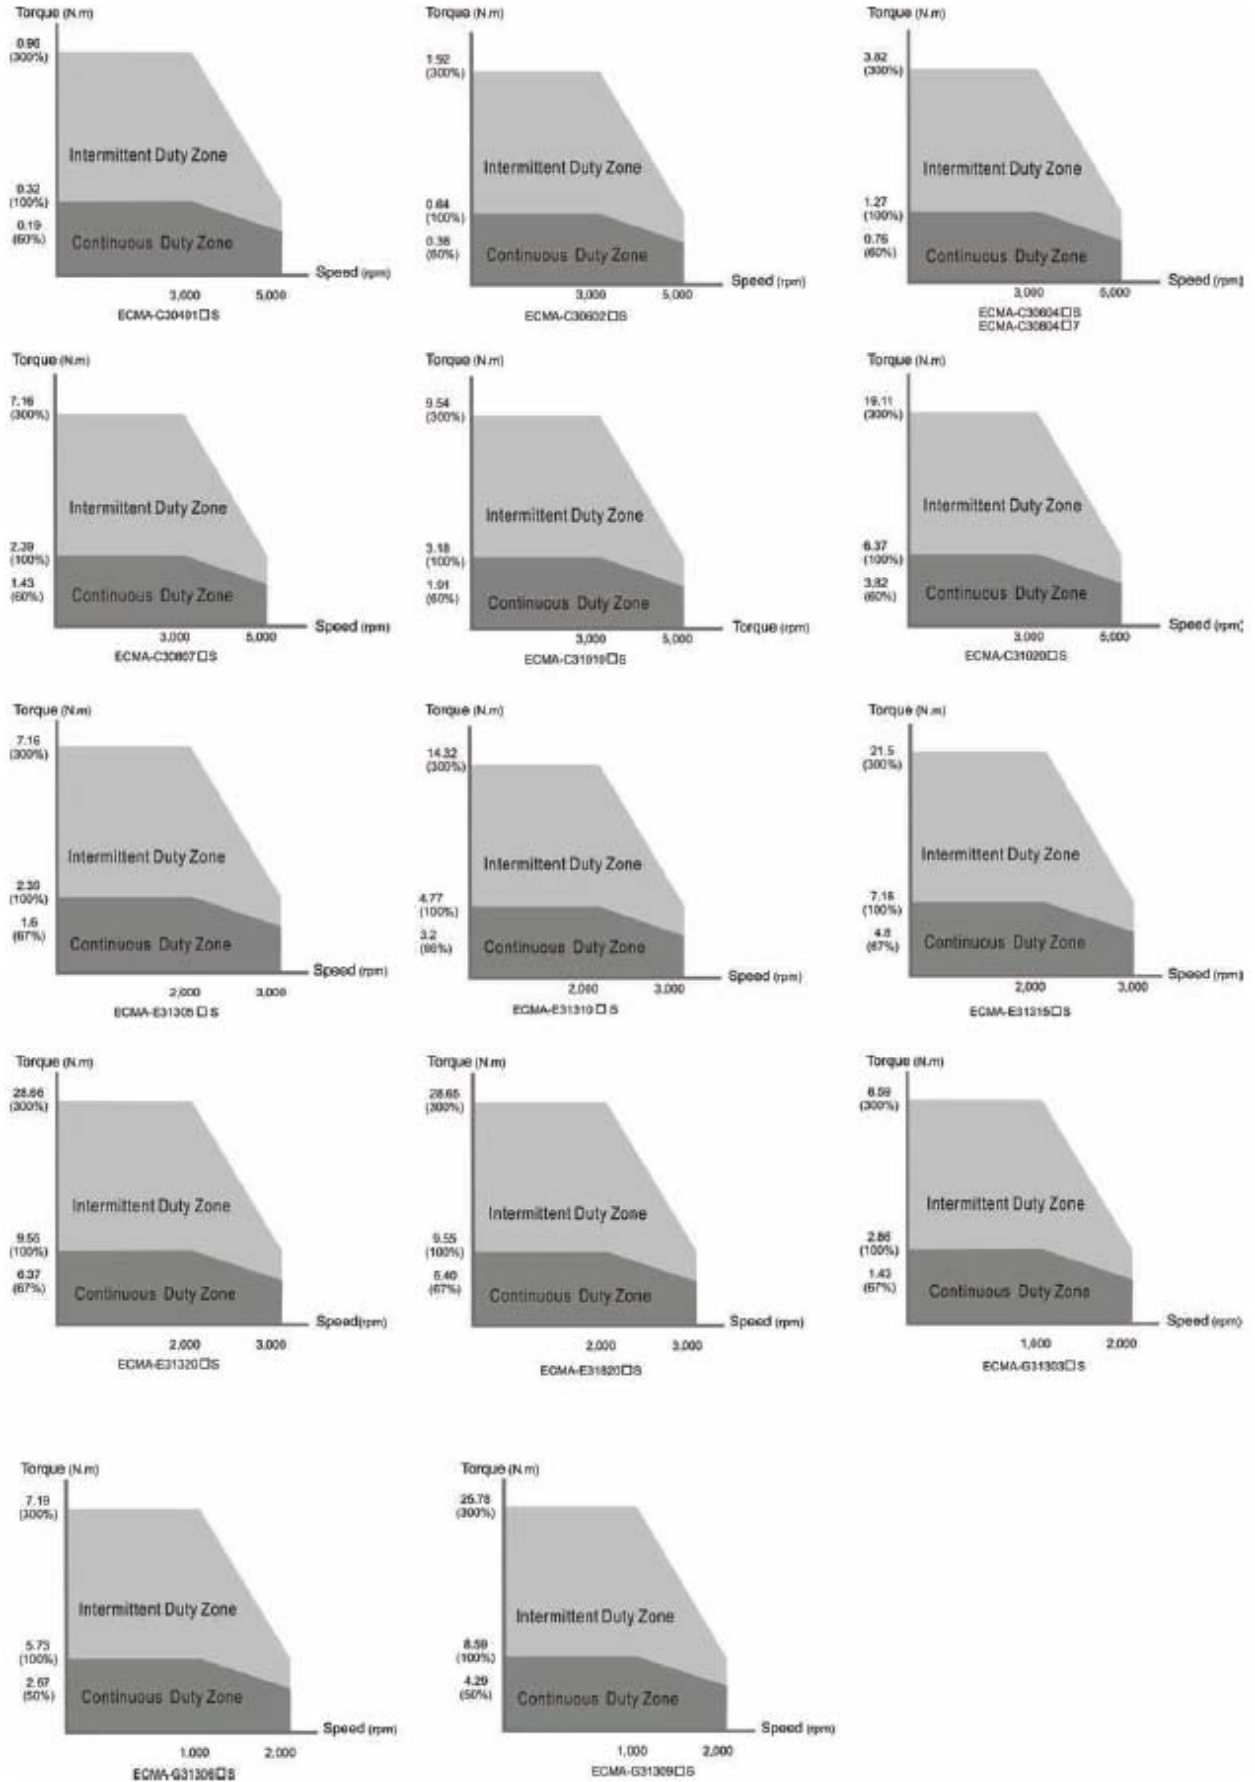 Torque (N.m)
0.96
(300%)
Intermittent Duty Zone
0.32
(100%)
0.19
(60%)
Continuous Duty Zone
Speed (rpm)
3,000 5,000
ECMA-C30401□S
Torque (N.m)
1.92
(300%)
Intermittent Duty Zone
0.64
(100%)
0.38
(60%)
Continuous Duty Zone
Speed (rpm)
3,000 5,000
ECMA-C30602□S
Torque (N.m)
3.82
(300%)
Intermittent Duty Zone
1.27
(100%)
0.76
(60%)
Continuous Duty Zone
Speed (rpm)
3,000 5,000
ECMA-C30604□S
ECMA-C30804□7
Torque (N.m)
7.16
(300%)
Intermittent Duty Zone
2.39
(100%)
1.43
(60%)
Continuous Duty Zone
Speed (rpm)
3,000 5,000
ECMA-C30807□S
Torque (N.m)
9.54
(300%)
Intermittent Duty Zone
3.18
(100%)
1.91
(60%)
Continuous Duty Zone
Torque (rpm)
3,000 5,000
ECMA-C31010□S
Torque (N.m)
19.11
(300%)
Intermittent Duty Zone
6.37
(100%)
3.82
(60%)
Continuous Duty Zone
Speed (rpm)
3,000 5,000
ECMA-C31020□S
Torque (N.m)
7.16
(300%)
Intermittent Duty Zone
(100%)
1.6
(67%)
Continuous Duty Zone
Speed (rpm)
2,000 3,000
ECMA-E31305□S
Torque (N.m)
14.32
(300%)
Intermittent Duty Zone
4.77
(100%)
3.2
Continuous Duty Zone
Speed (rpm)
2,000 3,000
ECMA-E31310□S
Torque (N.m)
21.5
(300%)
Intermittent Duty Zone
7.16
(100%)
4.8
(67%)
Continuous Duty Zone
Speed (rpm)
2,000 3,000
ECMA-E31315□S
Torque (N.m)
28.66
(300%)
Intermittent Duty Zone
9.55
(100%)
6.37
(67%)
Continuous Duty Zone
Speed(rpm)
2,000 3,000
ECMA-E31320□S
Torque (N.m)
28.65
(300%)
Intermittent Duty Zone
9.55
(100%)
(67%)
Continuous Duty Zone
Speed (rpm)
2,000 3,000
ECMA-E31820□S
Torque (N.m)
8.59
(300%)
Intermittent Duty Zone
2.86
(100%)
1.43
(67%)
Continuous Duty Zone
Speed (rpm)
1,000 2,000
ECMA-G31303□S
Torque (N.m)
7.19
(300%)
Intermittent Duty Zone
5.73
(100%)
2.67
(50%)
Continuous Duty Zone
Speed (rpm)
1.000 2,000
ECMA-G31306□S
Torque (N.m)
25.78
(300%)
Intermittent Duty Zone
8.59
(100%)
4.29
(50%)
Continuous Duty Zone
Speed (rpm)
1,000 2,000
ECMA-G31309□S